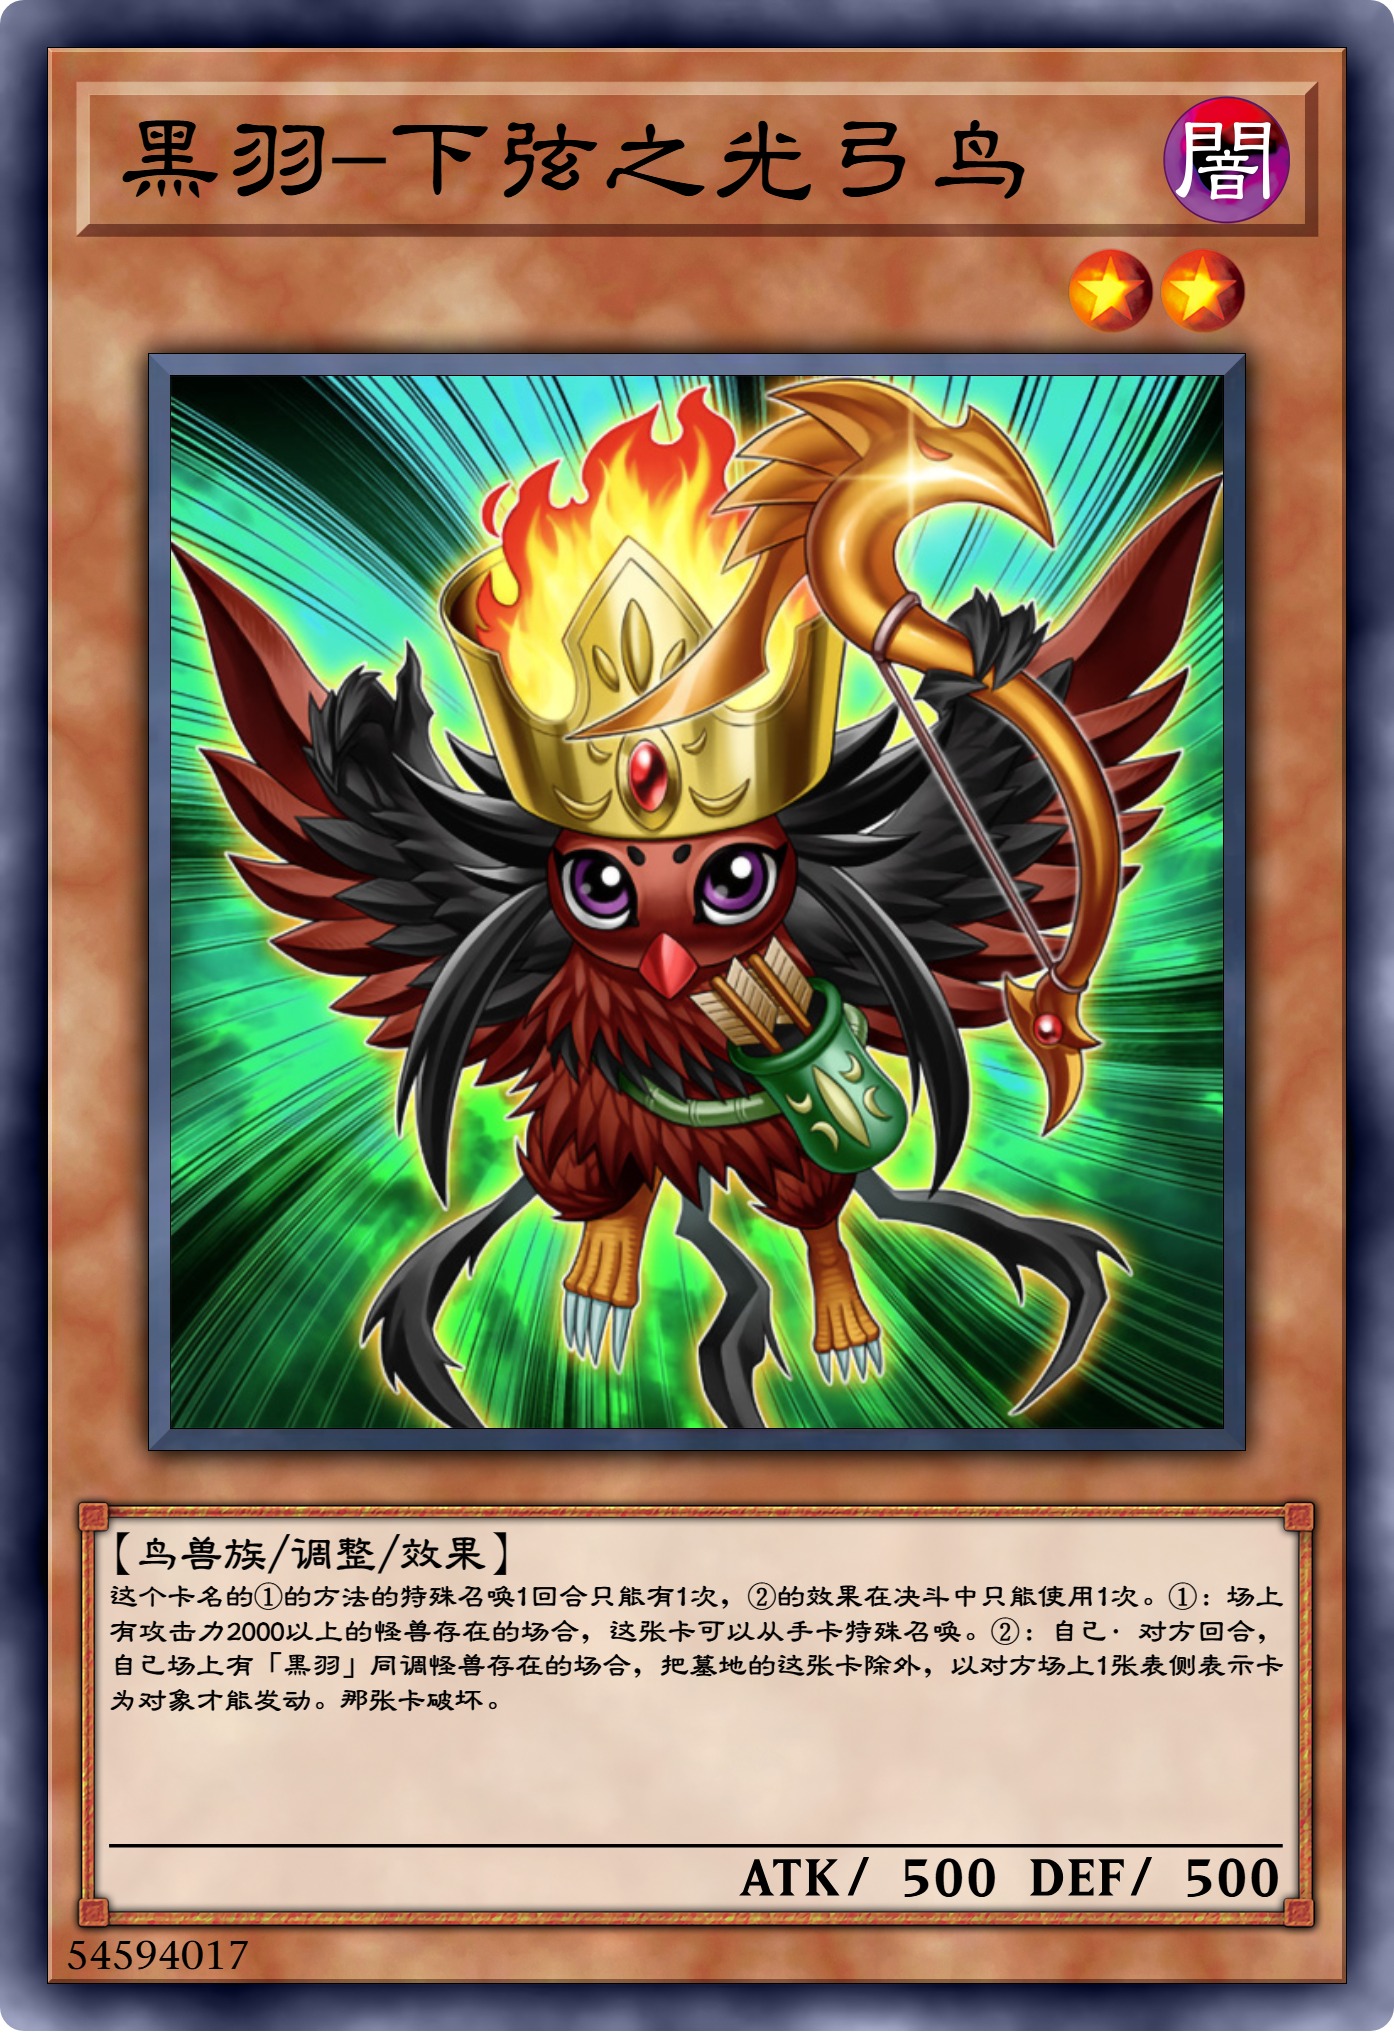 黑羽-下弦之光弓鸟
闇
【鸟兽族/调整/效果】
这个卡名的①的方法的特殊召唤1回合只能有1次，②的效果在决斗中只能使用1次。①：场上
有攻击力2000以上的怪兽存在的场合，这张卡可以从手卡特殊召唤。②：自己·对方回合，
自己场上有「黑羽」同调怪兽存在的场合，把墓地的这张卡除外，以对方场上1张表侧表示卡
为对象才能发动。那张卡破坏。
ATK/ 500 DEF/ 500
54594017